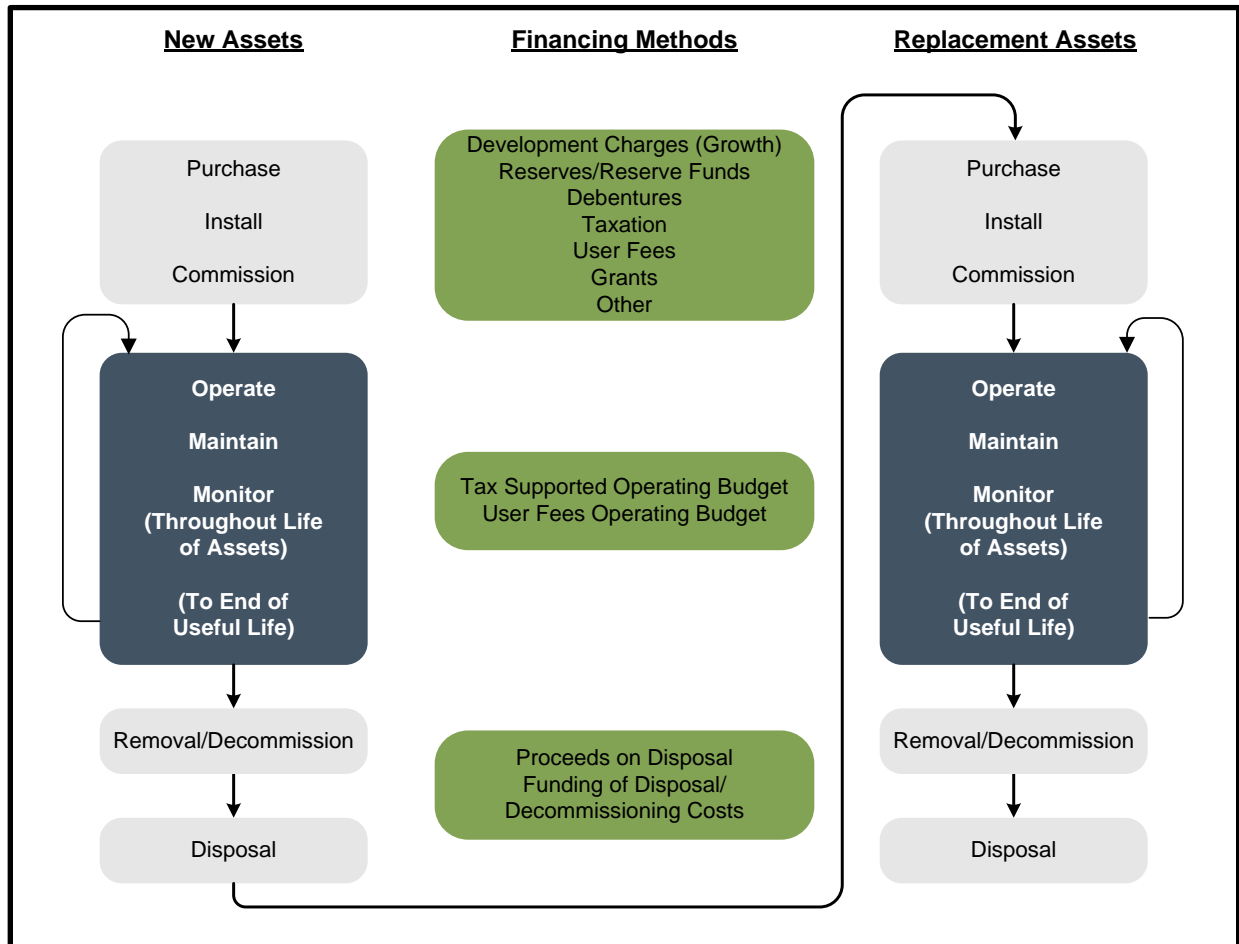 New Assets
Financing Methods
Replacement Assets
Purchase
Install
Commission
Operate
Maintain
Monitor
(Throughout Life
of Assets)
(To End of
Useful Life)
Removal/Decommission
Disposal
Development Charges (Growth)
Reserves/Reserve Funds
Debentures
Taxation
User Fees
Grants
Other
Tax Supported Operating Budget
User Fees Operating Budget
Proceeds on Disposal
Funding of Disposal/
Decommissioning Costs
Purchase
Install
Commission
Operate
Maintain
Monitor
(Throughout Life
of Assets)
(To End of
Useful Life)
Removal/Decommission
Disposal